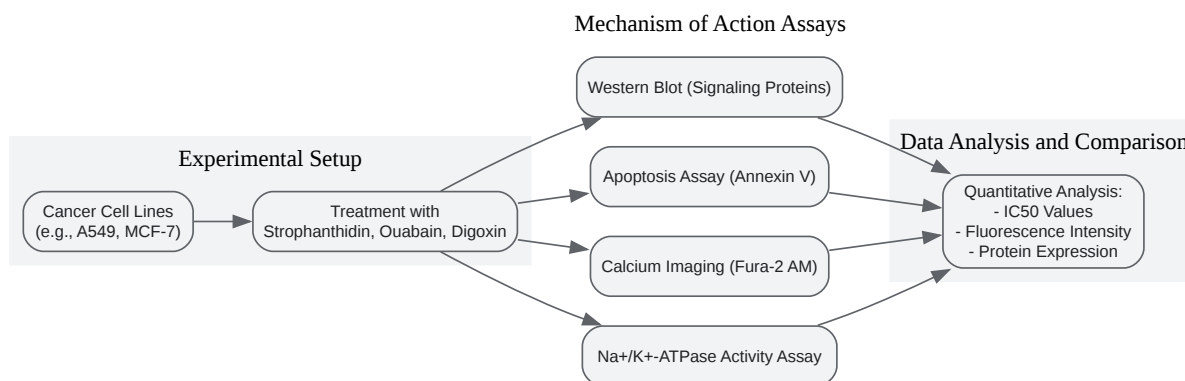 Mechanism of Action Assays
Western Blot (Signaling Proteins)
Experimental Setup
Data Analysis and Comparison
Cancer Cell Lines
(e.g., A549, MCF-7)
Treatment with
Strophanthidin, Ouabain, Digoxin
Apoptosis Assay (Annexin V)
Calcium Imaging (Fura-2 AM)
Na+/K+-ATPase Activity Assay
Quantitative Analysis:
- IC50 Values
- Fluorescence Intensity
- Protein Expression